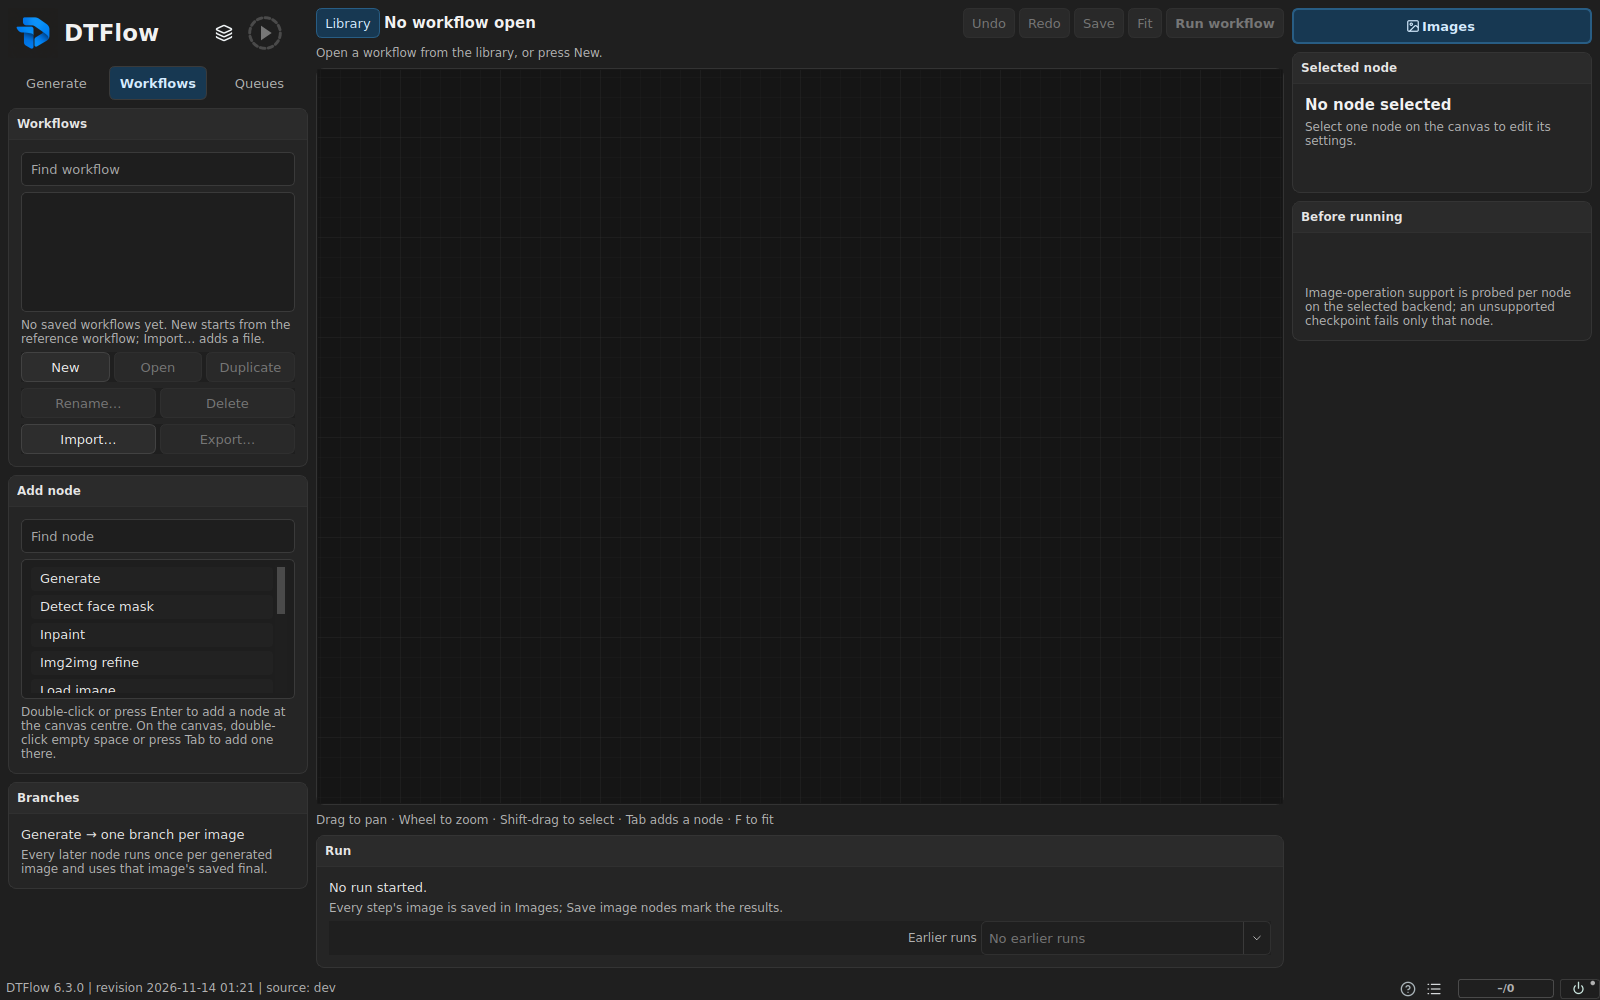 DTFlow
Generate
Workflows
Queues
Workflows
Find workflow
No saved workflows yet. New starts from the
reference workflow; Import... adds a file.
New
Open
Duplicate
Rename...
Delete
Import...
Export...
Add node
Find node
Generate
Detect face mask
Inpaint
Img2img refine
Load image
Double-click or press Enter to add a node at
the canvas centre. On the canvas, double-
click empty space or press Tab to add one
there.
Branches
Generate → one branch per image
Every later node runs once per generated
image and uses that image's saved final.
Library
No workflow open
Undo
Redo
Save
Fit
Run workflow
Open a workflow from the library, or press New.
Drag to pan · Wheel to zoom · Shift-drag to select · Tab adds a node · F to fit
Run
No run started.
Every step's image is saved in Images; Save image nodes mark the results.
Earlier runs
No earlier runs
Images
Selected node
No node selected
Select one node on the canvas to edit its
settings.
Before running
Image-operation support is probed per node
on the selected backend; an unsupported
checkpoint fails only that node.
DTFlow 6.3.0 | revision 2026-11-14 01:21 | source: dev
–/0